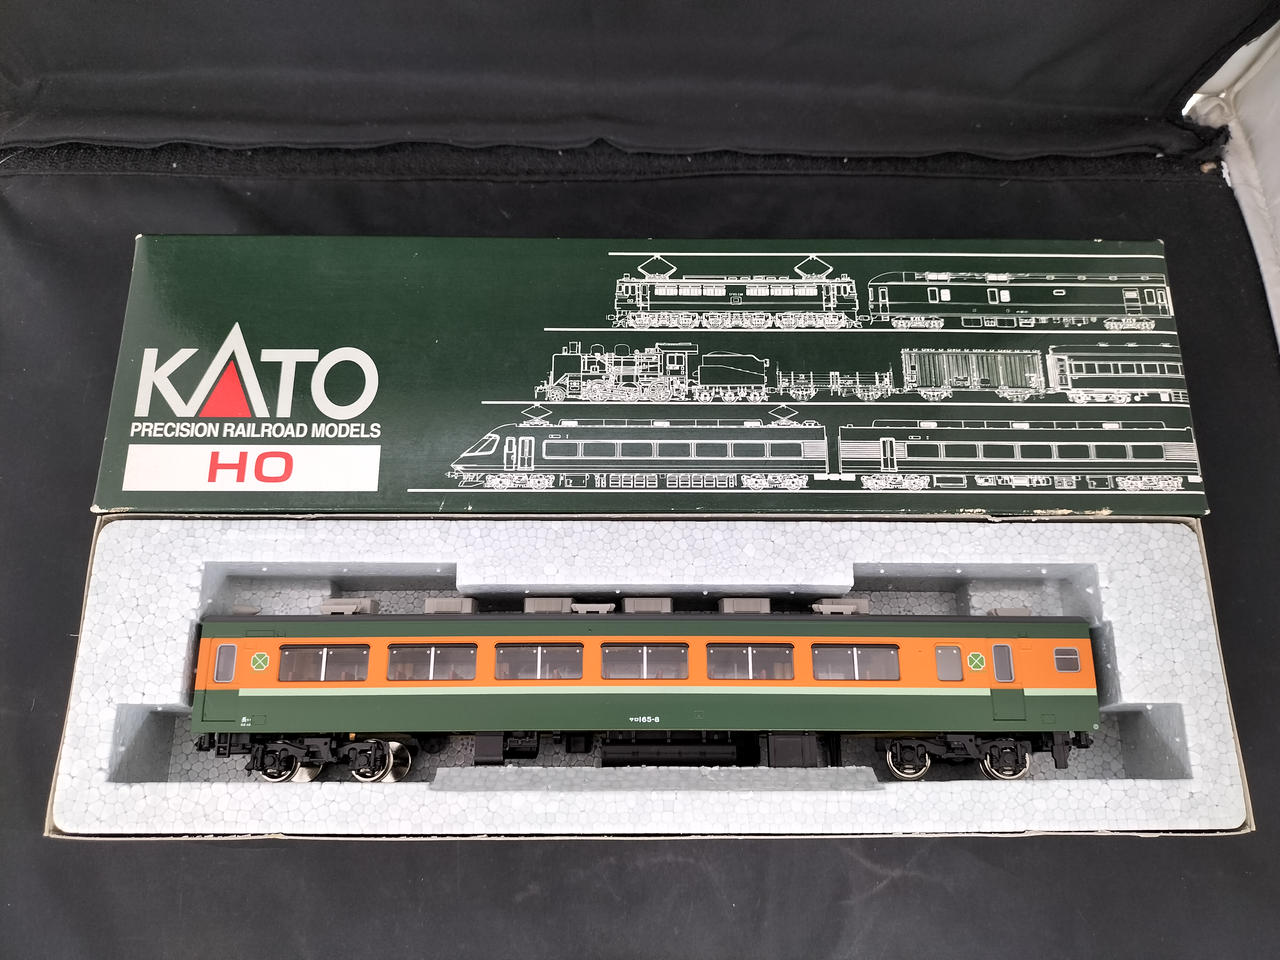 KATO
PRECISION RAILROAD MODELS
HO
サロ165-8